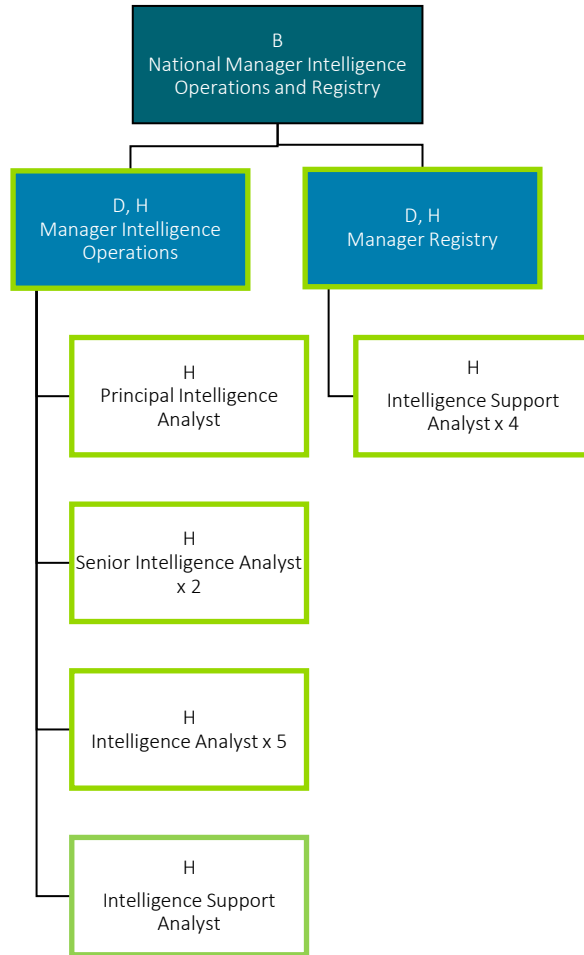 B
National Manager Intelligence
Operations and Registry
D, H
Manager Intelligence
Operations
D, H
Manager Registry
H
Principal Intelligence
Analyst
H
Intelligence Support
Analyst x 4
H
Senior Intelligence Analyst
x 2
H
Intelligence Analyst x 5
H
Intelligence Support
Analyst